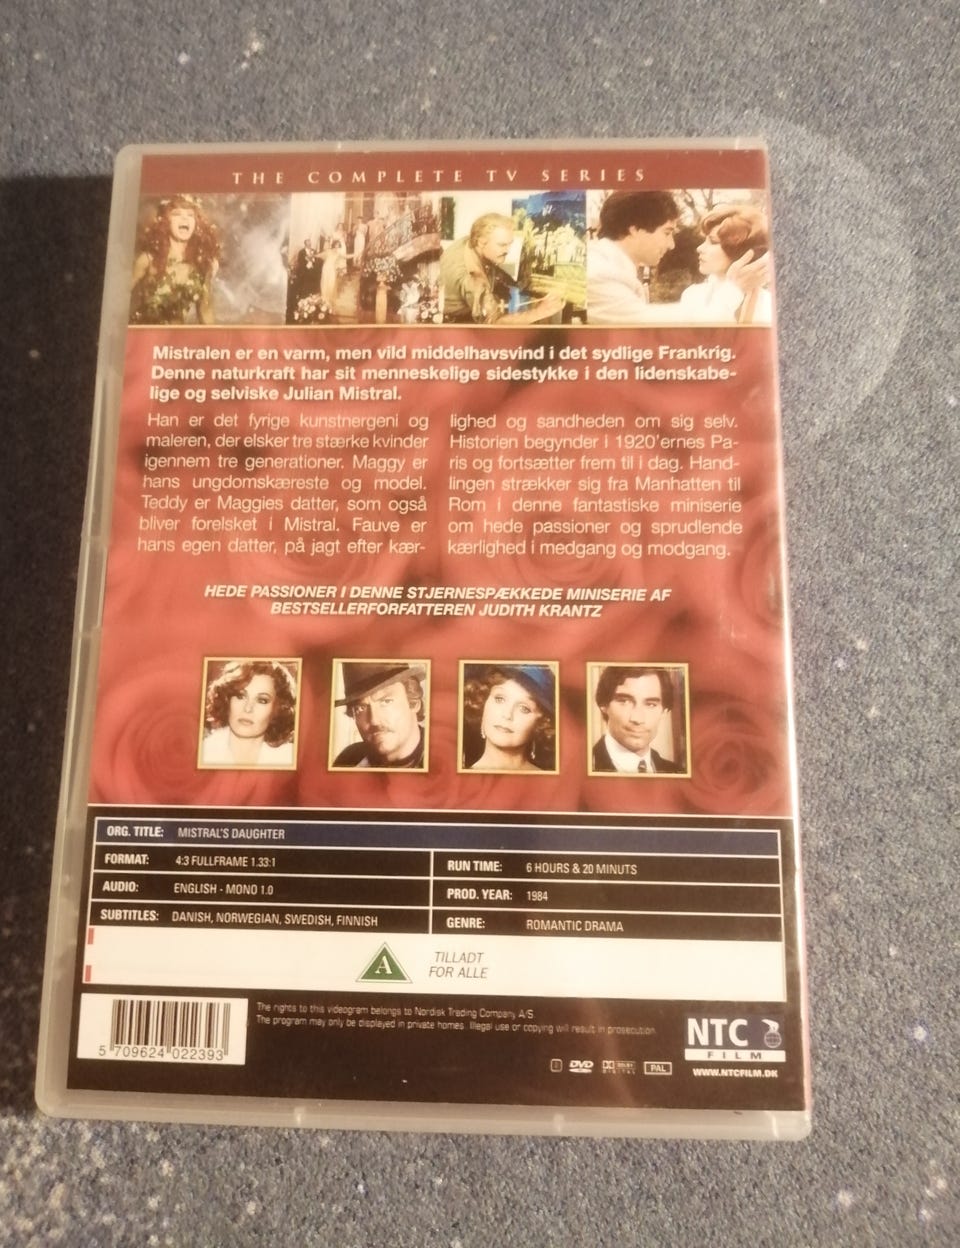 THE COMPLETE TV SERIES
Mistralen er en varm, men vild middelhavsvind i det sydlige Frankrig.
Denne naturkraft har sit menneskelige sidestykke i den lidenskabe-
lige og selviske Julian Mistral.
Han er det fyrige kunstnergeni og
maleren, der elsker tre stærke kvinder
igennem tre generationer. Maggy er
hans ungdomskæreste og model.
Teddy er Maggies datter, som også
bliver forelsket i Mistral. Fauve er
hans egen datter, på jagt efter kær-
lighed og sandheden om sig selv.
Historien begynder i 1920'ernes Pa-
ris og fortsætter frem til i dag. Hand-
lingen strækker sig fra Manhatten til
Rom i denne fantastiske miniserie
om hede passioner og sprudlende
kærlighed i medgang og modgang.
HEDE PASSIONER I DENNE STJERNESPÆKKEDE MINISERIE AF
BESTSELLERFORFATTEREN JUDITH KRANTZ
ORG. TITLE: MISTRAL'S DAUGHTER
FORMAT: 4:3 FULLFRAME 1.33:1
AUDIO: ENGLISH - MONO 1.0
SUBTITLES: DANISH, NORWEGIAN, SWEDISH, FINNISH
RUN TIME: 6 HOURS & 20 MINUTS
PROD. YEAR: 1984
GENRE: ROMANTIC DRAMA
A
TILLADT
FOR ALLE
5 709624 022393
The rights to this videogram belongs to Nordisk Trading Company A/S.
The program may only be displayed in private homes. Illegal use or copying will result in prosecution.
DVD
DOLBY
DIGITAL
PAL
NTC
FILM
WWW.NTCFILM.DK